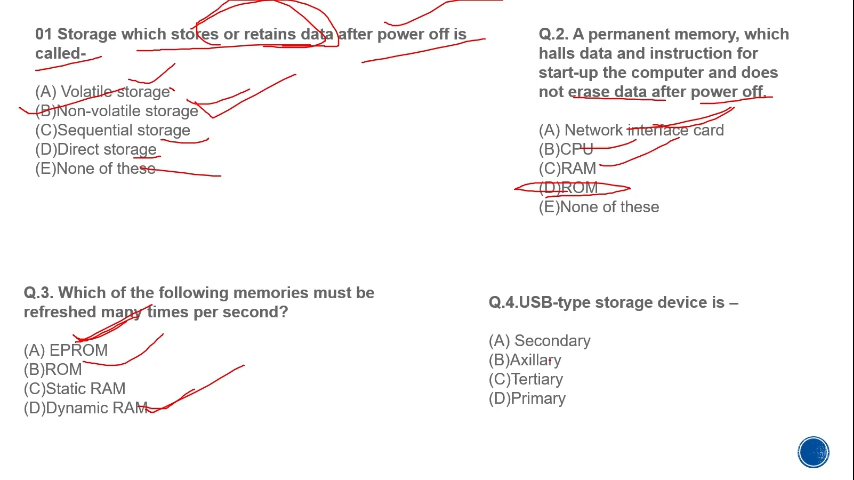 01 Storage which stores or retains data after power off is
called-
(A) Volatile storage
(B)Non-volatile storage
(C)Sequential storage
(D)Direct storage
(E)None of these
Q.2. A permanent memory, which
halls data and instruction for
start-up the computer and does
not erase data after power off.
(A) Network interface card
(B)CPU
(C)RAM
(D)ROM
(E)None of these
Q.3. Which of the following memories must be
refreshed many times per second?
(A) EPROM
(B)ROM
(C)Static RAM
(D)Dynamic RAM
Q.4.USB-type storage device is –
(A) Secondary
(B)Axillary
(C)Tertiary
(D)Primary